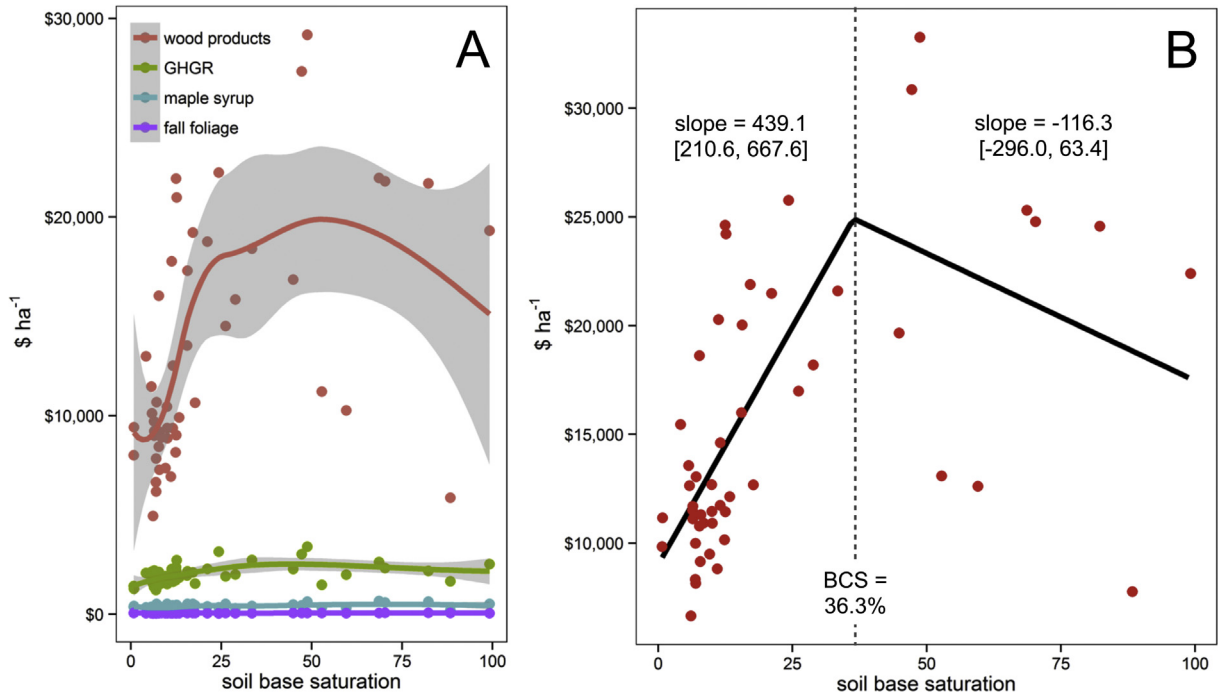 A
wood products
GHGR
maple syrup
fall foliage
$30,000
$20,000
$10,000
$0
$ ha-1
0
25
50
75
100
soil base saturation
B
slope = 439.1
[210.6, 667.6]
slope = -116.3
[-296.0, 63.4]
BCS =
36.3%
$30,000
$25,000
$20,000
$15,000
$10,000
$ ha-1
0
25
50
75
100
soil base saturation